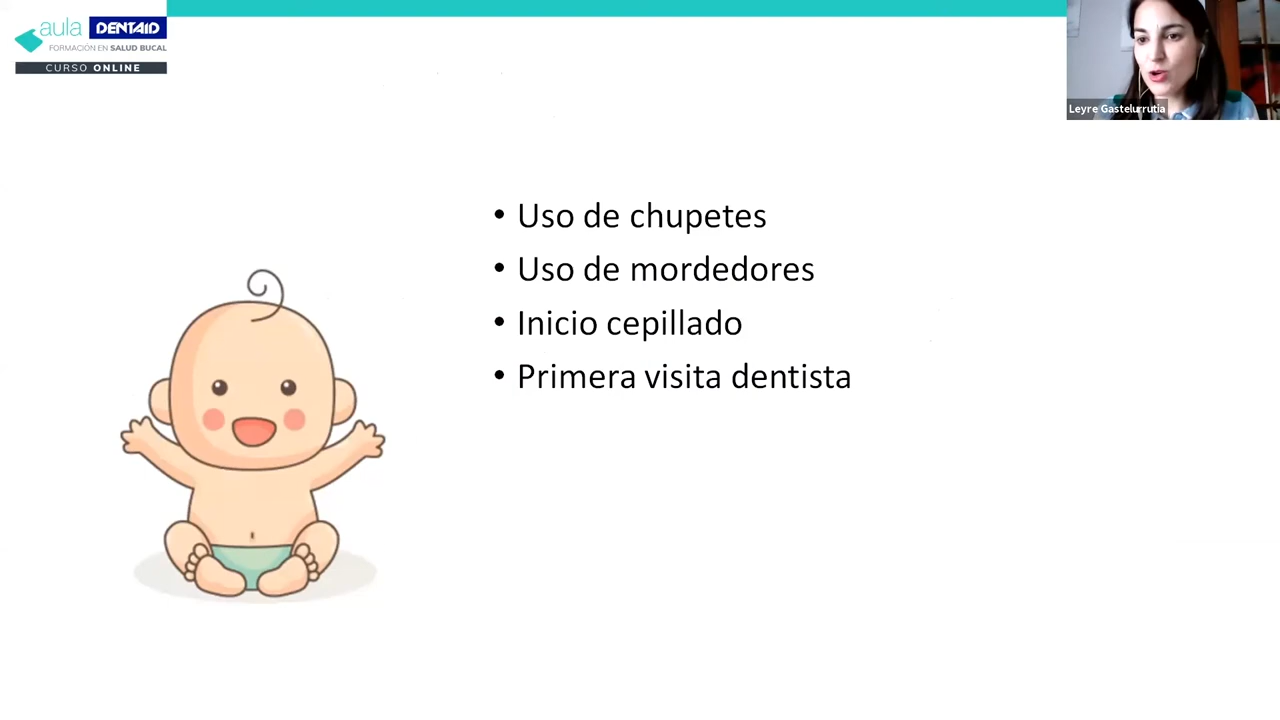 aula DENTAID
FORMACIÓN EN SALUD BUCAL
CURSO ONLINE
Leyre Gastelurrutia
• Uso de chupetes
• Uso de mordedores
• Inicio cepillado
• Primera visita dentista